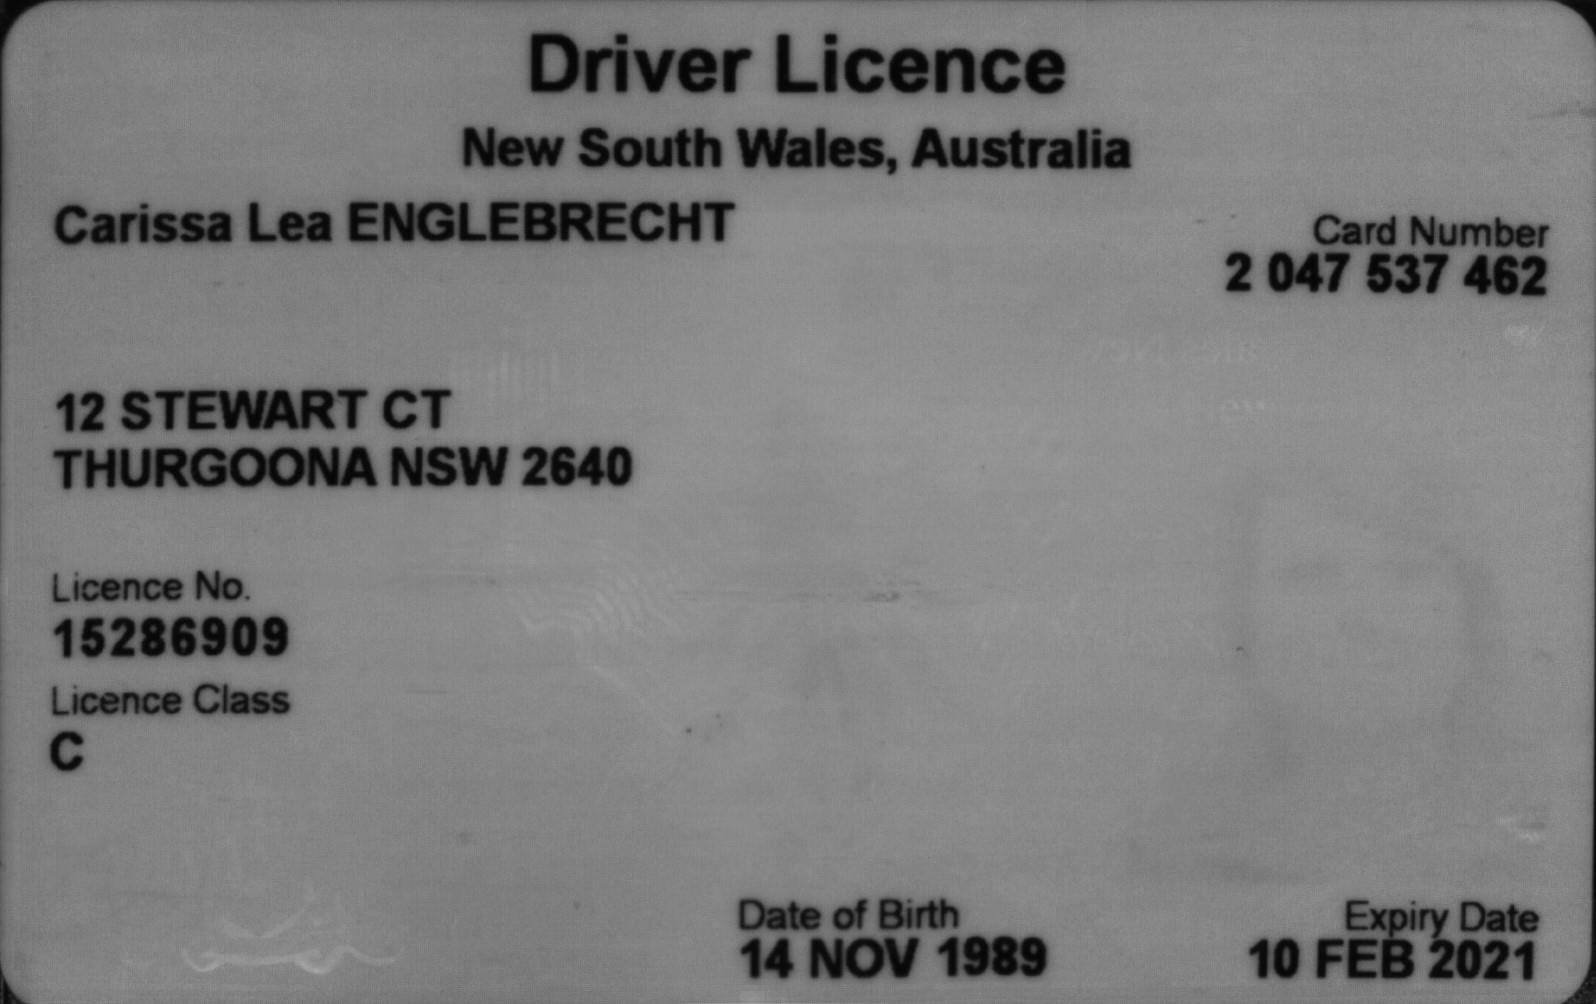 Driver Licence
New South Wales, Australia
Carissa Lea ENGLEBRECHT
Card Number
2 047 537 462
12 STEWART CT
THURGOONA NSW 2640
Licence No.
15286909
Licence Class
C
Date of Birth
14 NOV 1989
Expiry Date
10 FEB 2021